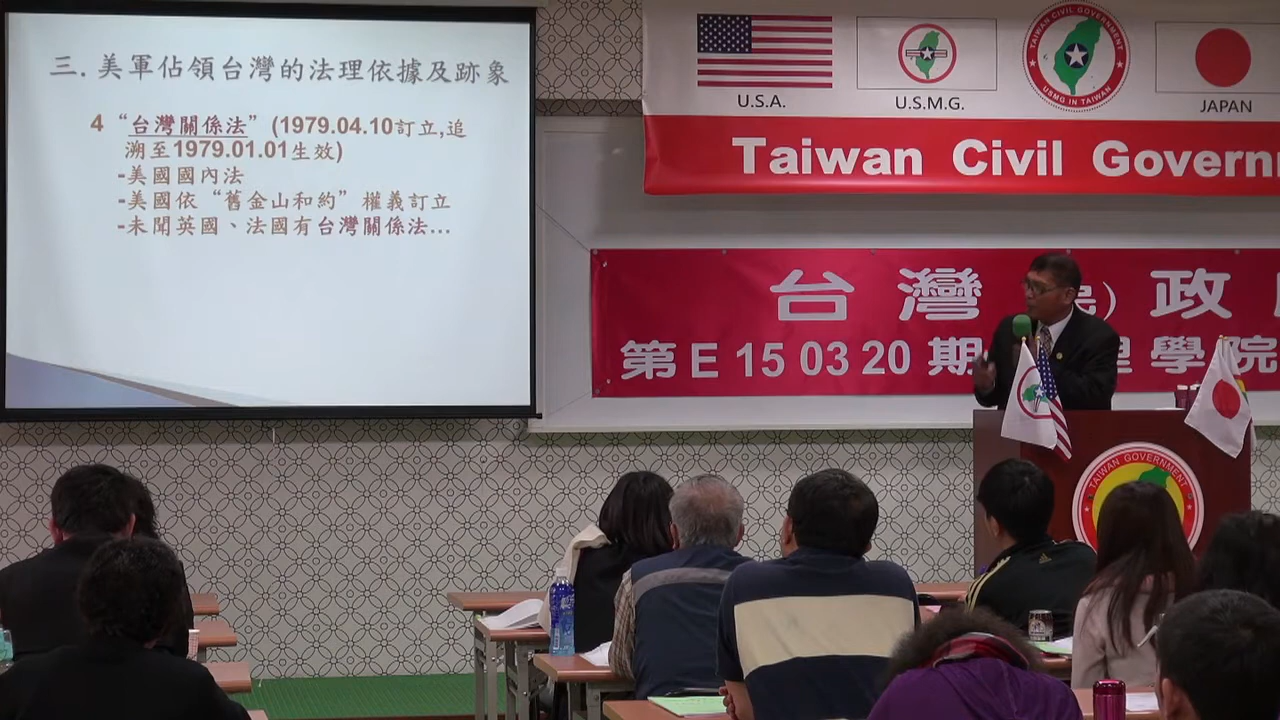 三. 美軍佔領台灣的法理依據及跡象
4 “台灣關係法” (1979.04.10訂立,追
溯至1979.01.01生效)
-美國國內法
-美國依“舊金山和約”權義訂立
-未聞英國、法國有台灣關係法...
U.S.A.
U.S.M.G.
TAIWAN CIVIL GOVERNMENT
USMG IN TAIWAN
JAPAN
Taiwan Civil Govern
台灣 民) 政
第E 15 03 20 期 理學院
TAIWAN GOVERNMENT